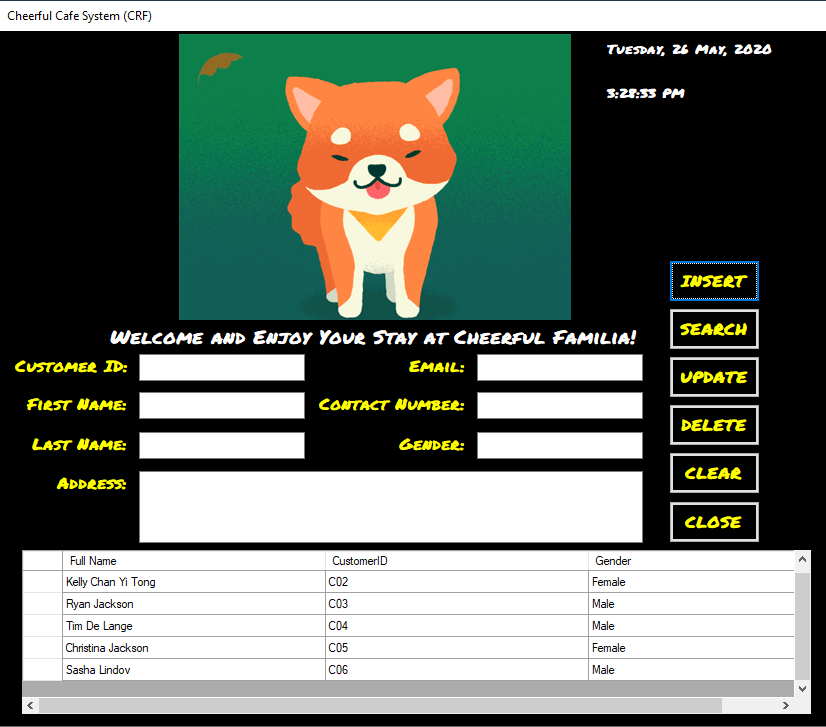 Cheerful Cafe System (CRF)
Tuesday, 26 May, 2020
3:28:33 PM
INSERT
SEARCH
Welcome and Enjoy Your Stay at Cheerful Familia!
Customer ID: Email:
UPDATE
First Name: Contact Number:
DELETE
Last Name: Gender:
CLEAR
Address:
CLOSE
Full Name CustomerID Gender
Kelly Chan Yi Tong C02 Female
Ryan Jackson C03 Male
Tim De Lange C04 Male
Christina Jackson C05 Female
Sasha Lindov C06 Male